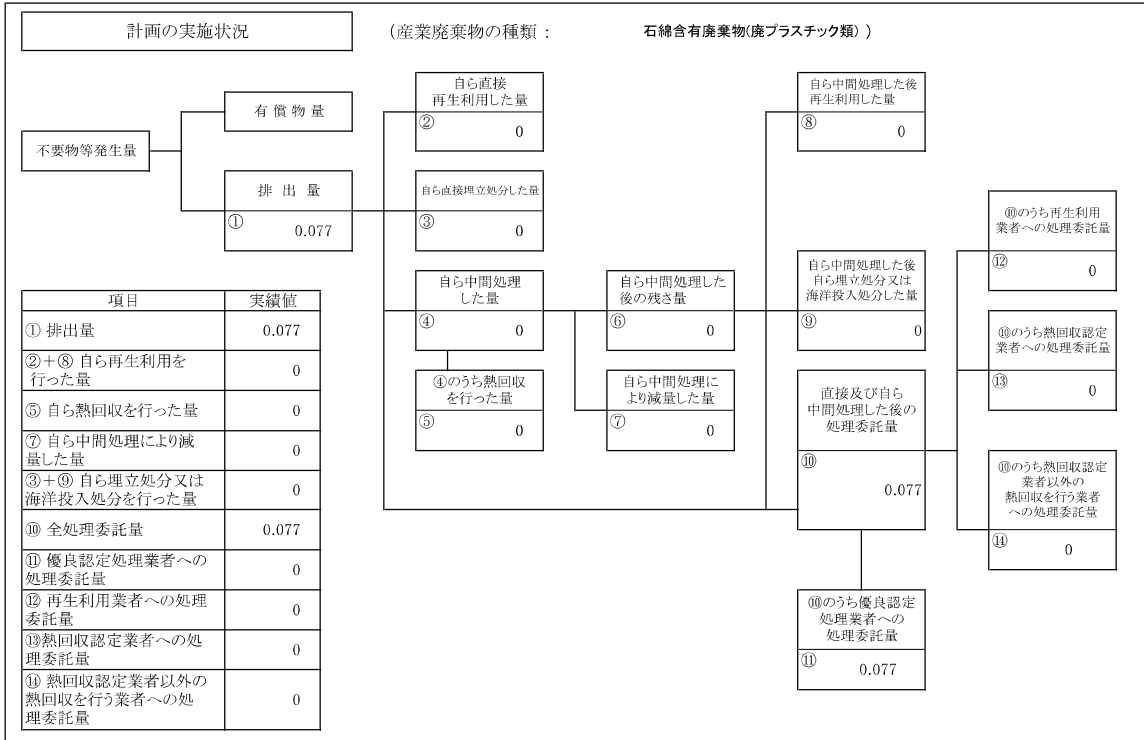 計画の実施状況
(産業廃棄物の種類： 石綿含有廃棄物(廃プラスチック類) )
不要物等発生量
有償物量
排出量
①
0.077
自ら直接
再生利用した量
②
0
自ら直接埋立処分した量
③
0
自ら中間処理
した量
④
0
④のうち熱回収
を行った量
⑤
0
自ら中間処理した
後の残さ量
⑥
0
自ら中間処理に
より減量した量
⑦
0
自ら中間処理した後
再生利用した量
⑧
0
自ら中間処理した後
自ら埋立処分又は
海洋投入処分した量
⑨
0
直接及び自ら
中間処理した後の
処理委託量
⑩
0.077
⑩のうち優良認定
処理業者への
処理委託量
⑪
0.077
⑩のうち再生利用
業者への処理委託量
⑫
0
⑩のうち熱回収認定
業者への処理委託量
⑬
0
⑩のうち熱回収認定
業者以外の
熱回収を行う業者
への処理委託量
⑭
0
項目 実績値
① 排出量 0.077
②＋⑧ 自ら再生利用を
行った量 0
⑤ 自ら熱回収を行った量 0
⑦ 自ら中間処理により減
量した量 0
③＋⑨ 自ら埋立処分又は
海洋投入処分を行った量 0
⑩ 全処理委託量 0.077
⑪ 優良認定処理業者への
処理委託量 0
⑫ 再生利用業者への処理
委託量 0
⑬熱回収認定業者への処
理委託量 0
⑭ 熱回収認定業者以外の
熱回収を行う業者への処
理委託量 0